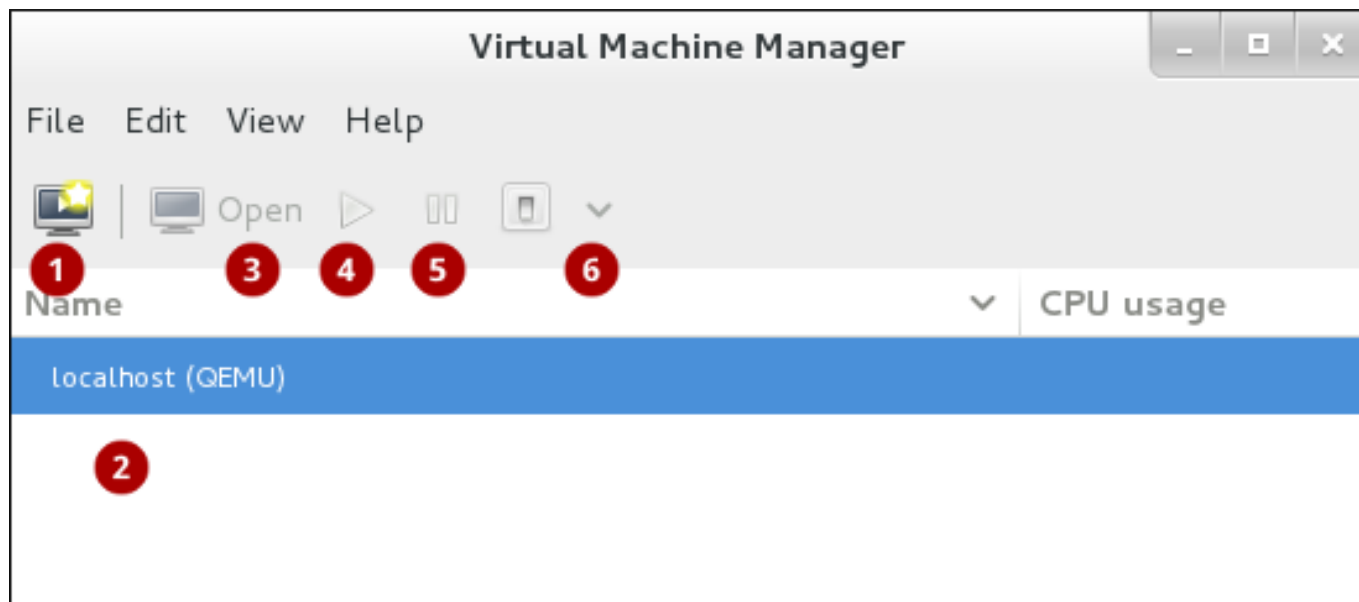 Virtual Machine Manager
File Edit View Help
Open
1 3 4 5 6
Name CPU usage
localhost (QEMU)
2